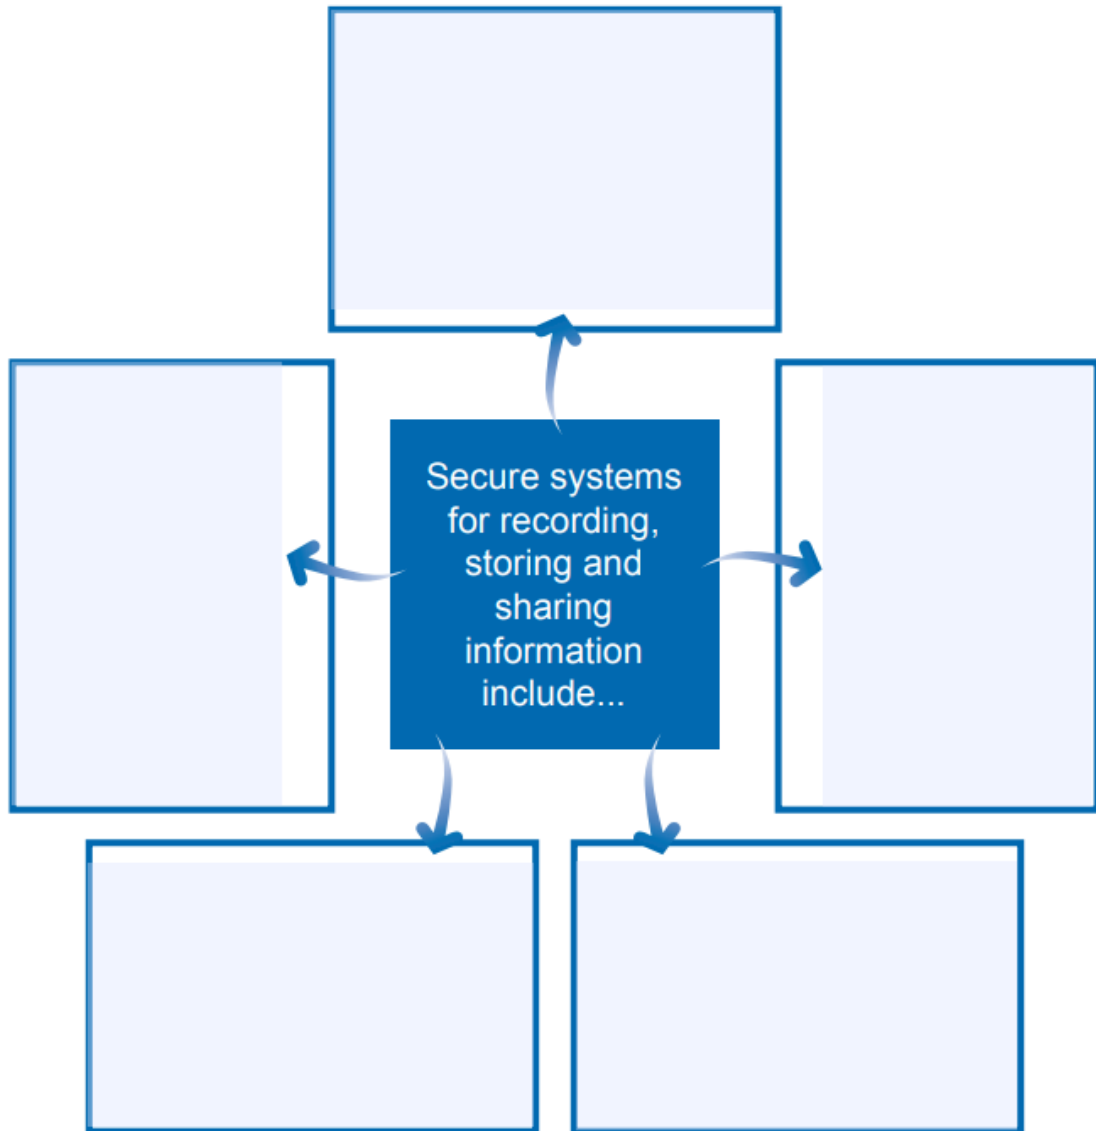 Secure systems
for recording,
storing and
sharing
information
include...